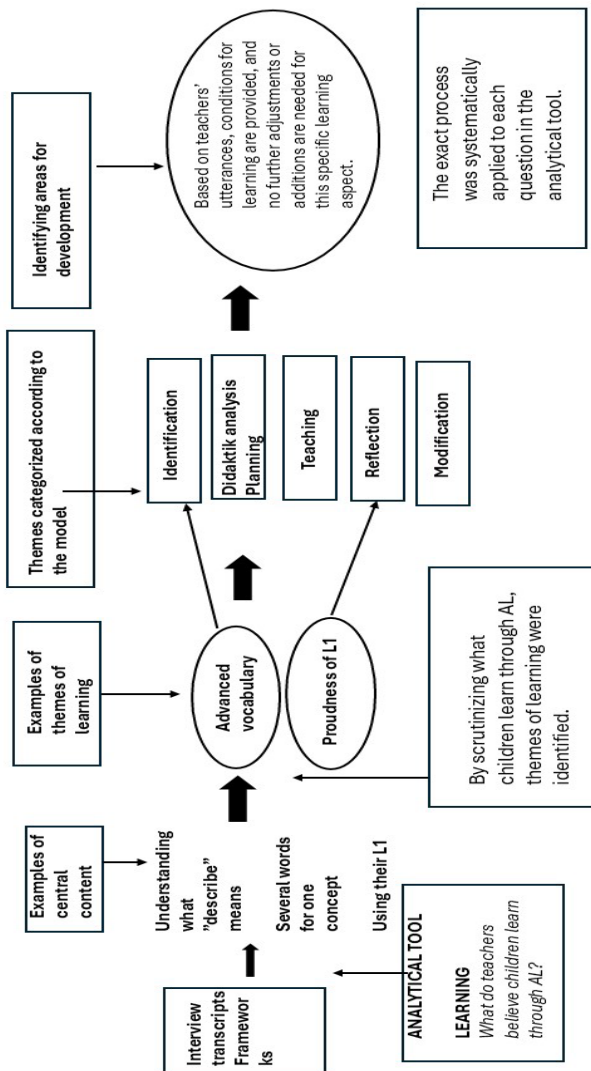 Interview
transcripts
Framewor
ks
ANALYTICAL TOOL
LEARNING
What do teachers
believe children learn
through AL?
Examples of
central
content
Understanding
what
”describe”
means
Several words
for one
concept
Using their L1
Examples of
themes of
learning
Advanced
vocabulary
Proudness of L1
By scrutinizing what
children learn through AL,
themes of learning were
identified.
Themes categorized according to
the model
Identification
Didaktik analysis
Planning
Teaching
Reflection
Modification
Identifying areas for
development
Based on teachers’
utterances, conditions for
learning are provided, and
no further adjustments or
additions are needed for
this specific learning
aspect.
The exact process
was systematically
applied to each
question in the
analytical tool.